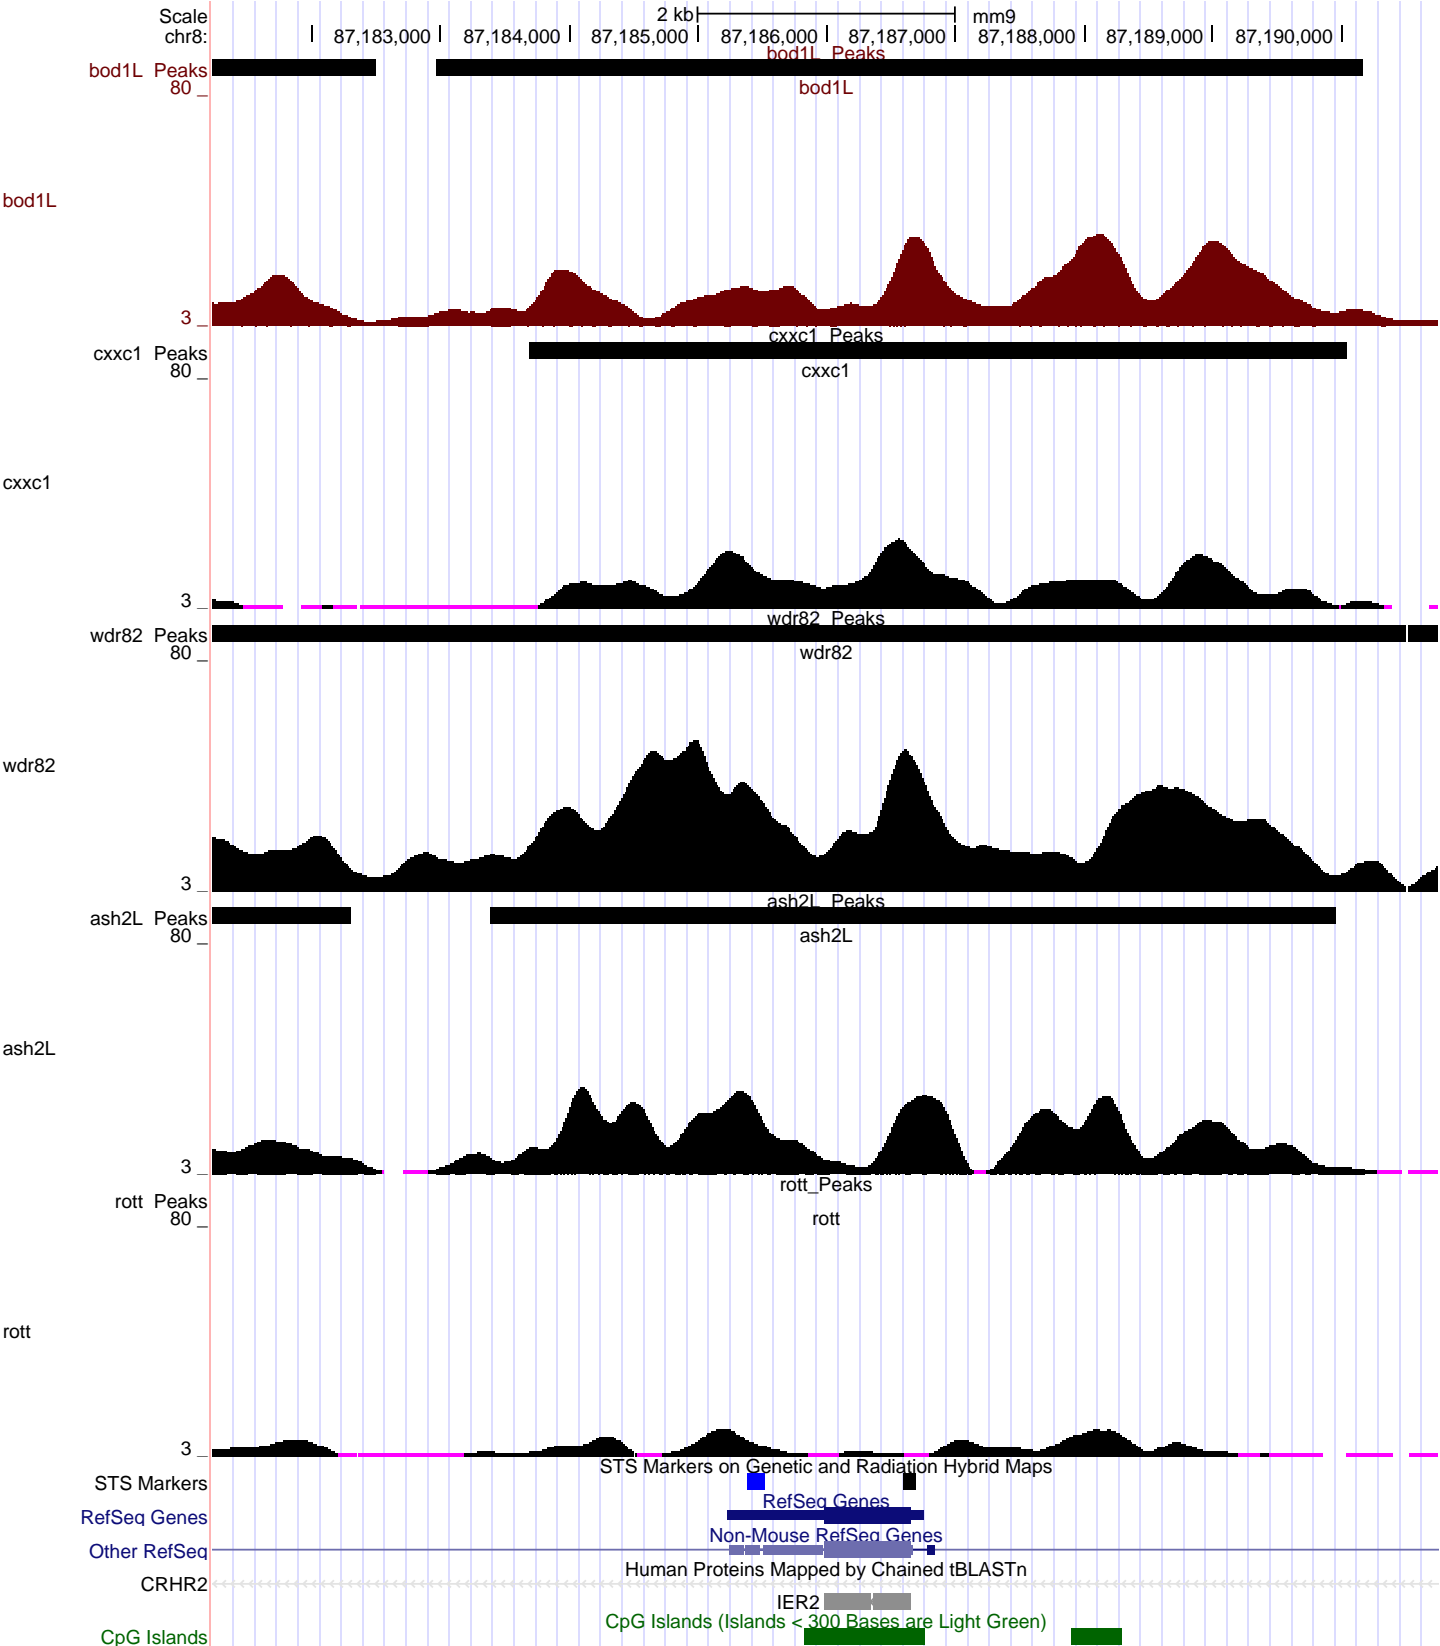 Scale 2 kb mm9
chr8: 87,183,000 87,184,000 87,185,000 87,186,000 87,187,000 87,188,000 87,189,000 87,190,000
bod1L_Peaks
bod1L Peaks
80 _ bod1L
bod1L
3 _
cxxc1_Peaks
cxxc1 Peaks
80 _ cxxc1
cxxc1
3 _
wdr82_Peaks
wdr82 Peaks
80 _ wdr82
wdr82
3 _
ash2L_Peaks
ash2L Peaks
80 _ ash2L
ash2L
3 _
rott_Peaks
rott Peaks
80 _ rott
rott
3 _
STS Markers on Genetic and Radiation Hybrid Maps
STS Markers
RefSeq Genes
RefSeq Genes
Non-Mouse RefSeq Genes
Other RefSeq
Human Proteins Mapped by Chained tBLASTn
CRHR2
IER2
CpG Islands (Islands < 300 Bases are Light Green)
CpG Islands